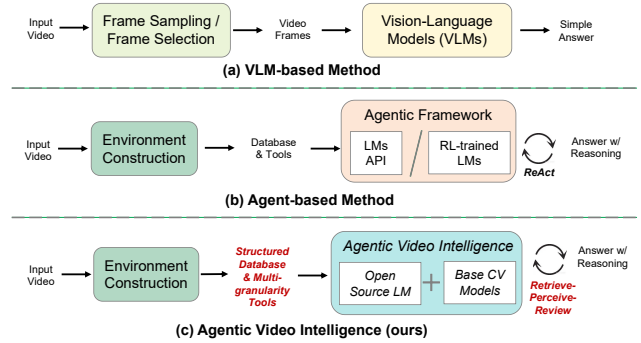 Input
Video
Frame Sampling /
Frame Selection
Video
Frames
Vision-Language
Models (VLMs)
Simple
Answer
(a) VLM-based Method
Input
Video
Environment
Construction
Database
& Tools
Agentic Framework
LMs
API
/
RL-trained
LMs
ReAct
Answer w/
Reasoning
(b) Agent-based Method
Input
Video
Environment
Construction
Structured
Database
& Multi-
granularity
Tools
Agentic Video Intelligence
Open
Source LM
+
Base CV
Models
Answer w/
Reasoning
Retrieve-
Perceive-
Review
(c) Agentic Video Intelligence (ours)